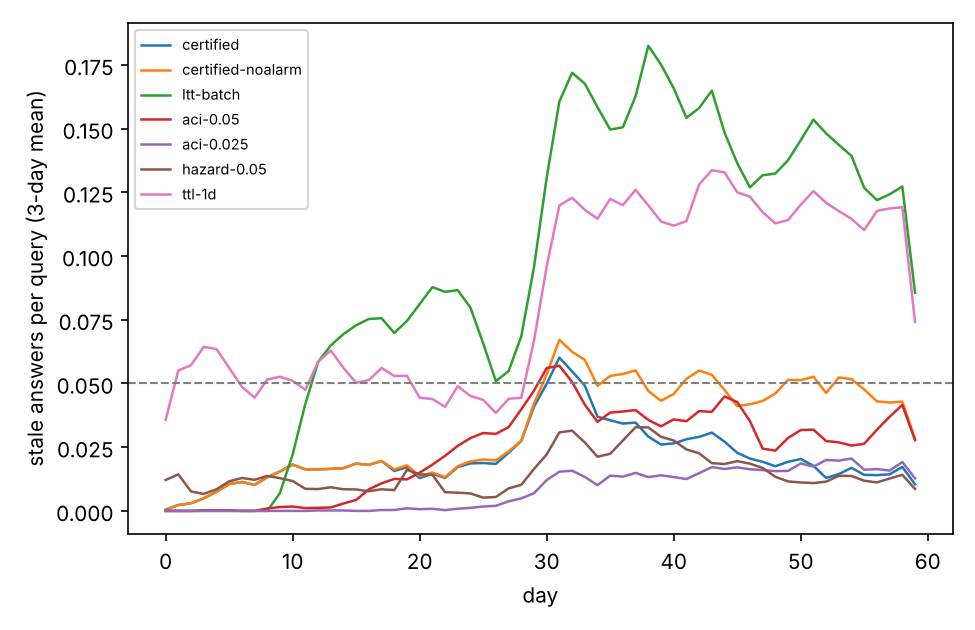 stale answers per query (3-day mean)
0.175
0.150
0.125
0.100
0.075
0.050
0.025
0.000
certified
certified-noalarm
ltt-batch
aci-0.05
aci-0.025
hazard-0.05
ttl-1d
0 10 20 30 40 50 60
day